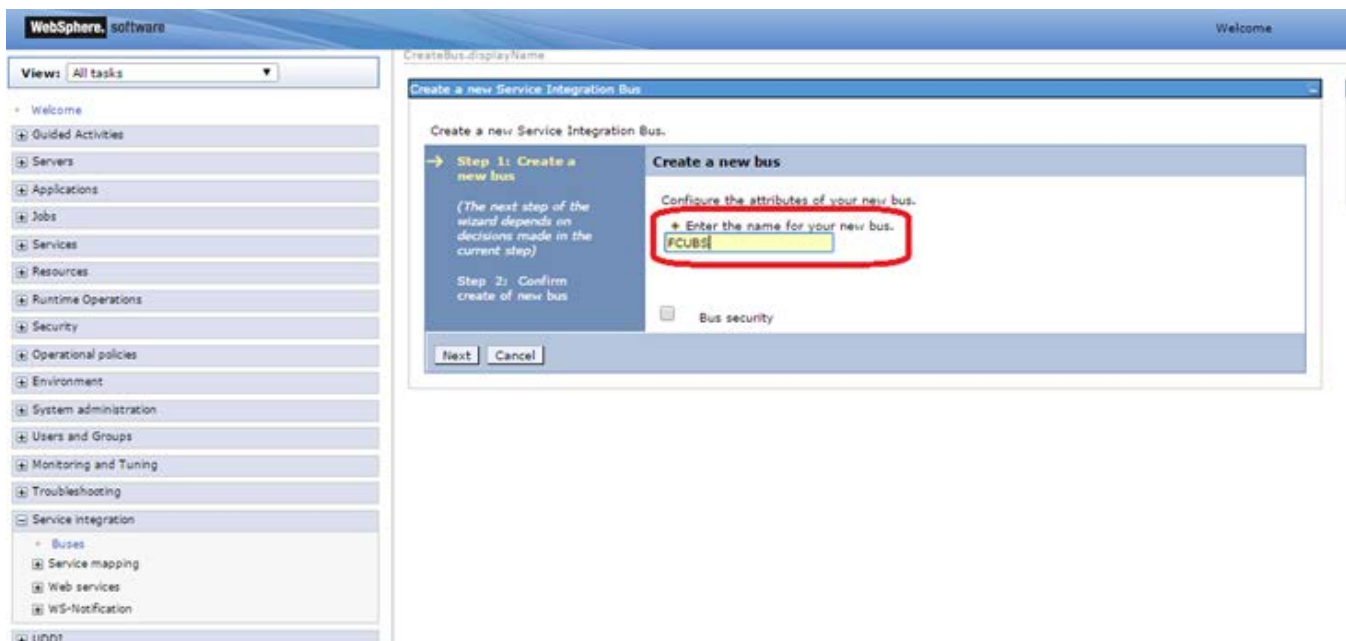 WebSphere. software
Welcome
View: All tasks
Welcome
Guided Activities
Servers
Applications
Jobs
Services
Resources
Runtime Operations
Security
Operational policies
Environment
System administration
Users and Groups
Monitoring and Tuning
Troubleshooting
Service integration
Buses
Service mapping
Web services
WS-Notification
UDDI
CreateBus.displayName
Create a new Service Integration Bus
Create a new Service Integration Bus.
Step 1: Create a
new bus
(The next step of the
wizard depends on
decisions made in the
current step)
Step 2: Confirm
create of new bus
Create a new bus
Configure the attributes of your new bus.
Enter the name for your new bus.
FCUBS
Bus security
Next
Cancel